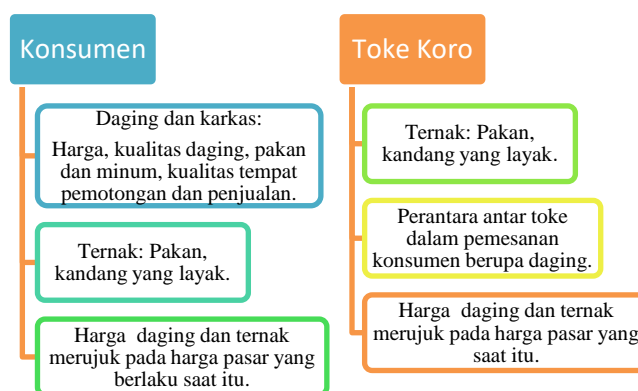 Konsumen
Daging dan karkas:
Harga, kualitas daging, pakan
dan minum, kualitas tempat
pemotongan dan penjualan.
Ternak: Pakan,
kandang yang layak.
Harga daging dan ternak
merujuk pada harga pasar yang
berlaku saat itu.
Toke Koro
Ternak: Pakan,
kandang yang layak.
Perantara antar toke
dalam pemesanan
konsumen berupa daging.
Harga daging dan ternak
merujuk pada harga pasar yang
saat itu.